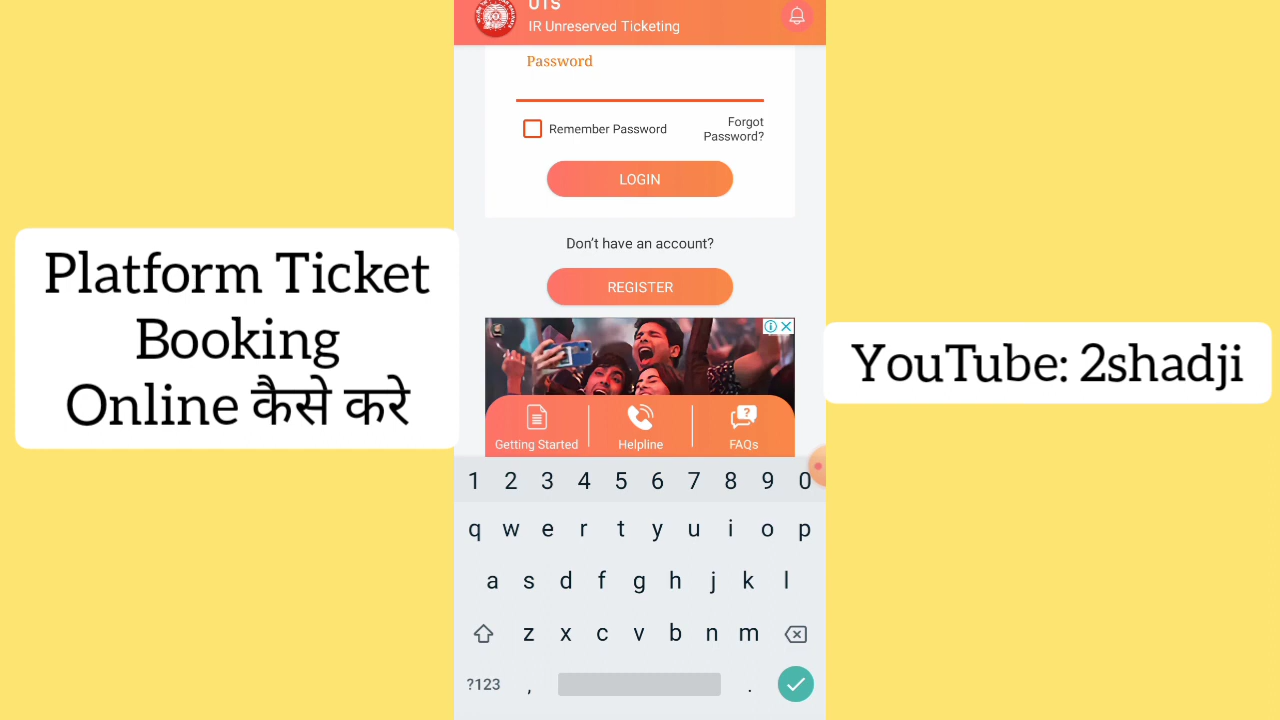 UTS
IR Unreserved Ticketing
Password
Remember Password
Forgot
Password?
LOGIN
Don't have an account?
REGISTER
Getting Started
Helpline
FAQs
Platform Ticket
Booking
Online कैसे करे
YouTube: 2shadji
1 2 3 4 5 6 7 8 9 0
q w e r t y u i o p
a s d f g h j k l
z x c v b n m
?123 , .